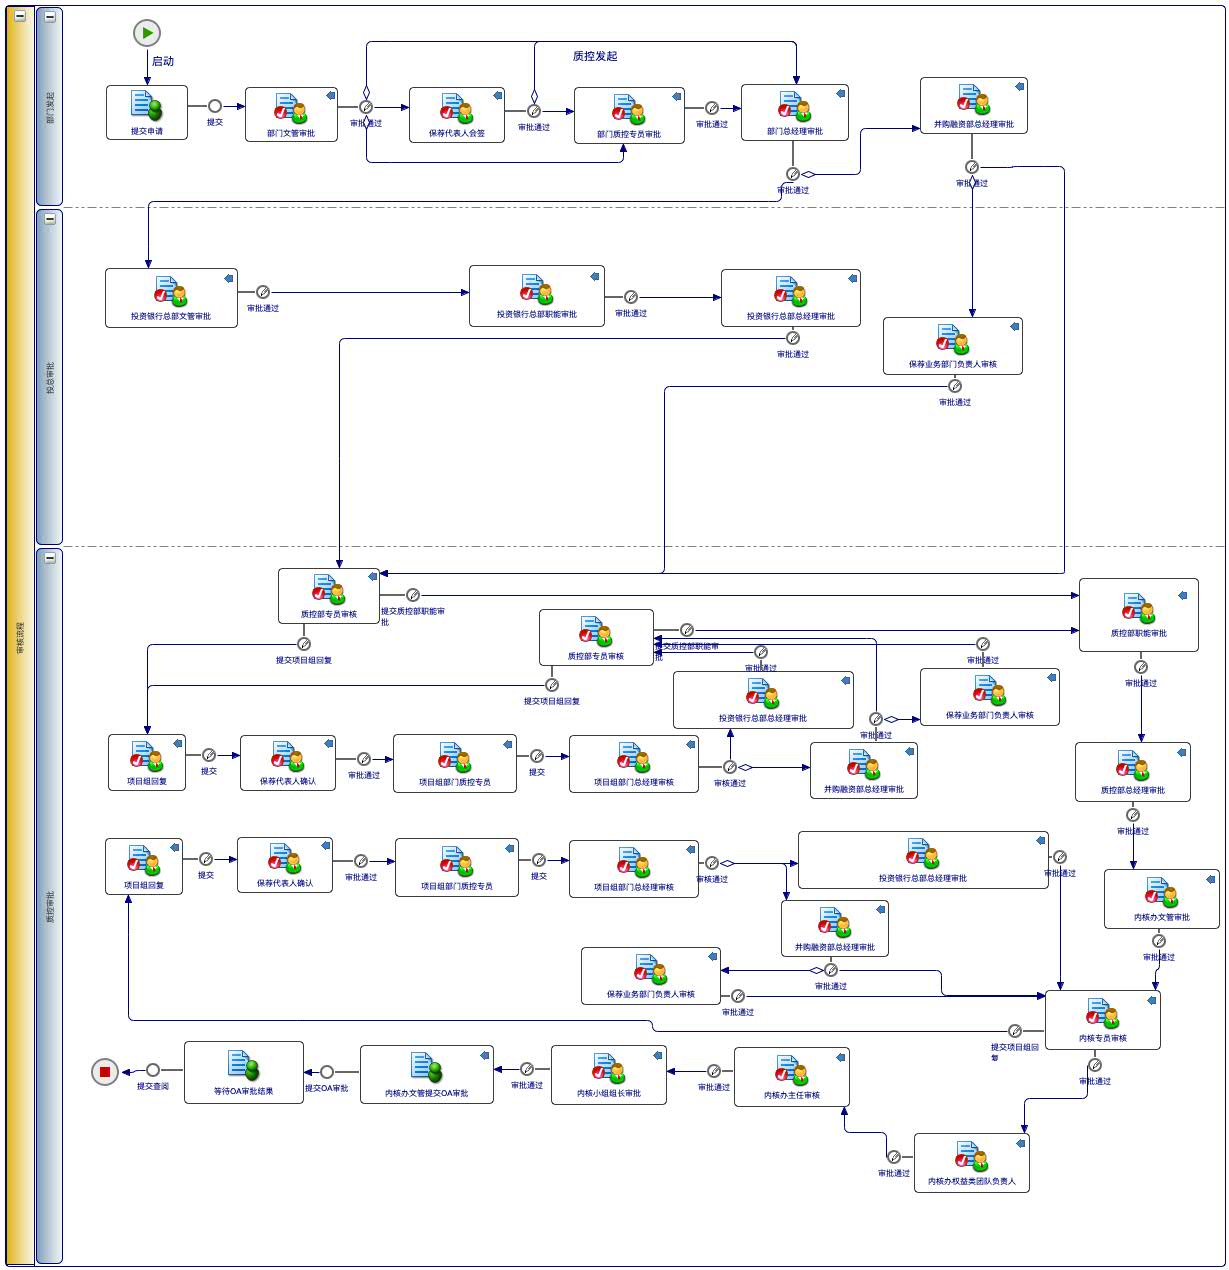 审核流程
部门发起
启动
质控发起
提交申请
提交
部门文管审批
审批通过
保荐代表人会签
审批通过
部门质控专员审批
审批通过
部门总经理审批
并购融资部总经理审批
审批通过
审批通过
投总审批
投资银行总部文管审批
审批通过
投资银行总部职能审批
审批通过
投资银行总部总经理审批
审批通过
保荐业务部门负责人审核
审批通过
质控审批
质控部专员审核
提交质控部职能审
批
提交项目组回复
质控部专员审核
提交质控部职能审
批
提交项目组回复
审批通过
审批通过
质控部职能审批
审批通过
投资银行总部总经理审批
保荐业务部门负责人审核
审批通过
项目组回复
提交
保荐代表人确认
审批通过
项目组部门质控专员
提交
项目组部门总经理审核
审核通过
并购融资部总经理审批
质控部总经理审批
审批通过
项目组回复
提交
保荐代表人确认
审批通过
项目组部门质控专员
提交
项目组部门总经理审核
审核通过
投资银行总部总经理审批
审批通过
内核办文管审批
审批通过
并购融资部总经理审批
审批通过
保荐业务部门负责人审核
审批通过
内核专员审核
提交项目组回
复
审批通过
提交查阅
等待OA审批结果
提交OA审批
内核办文管提交OA审批
审批通过
内核小组组长审批
审批通过
内核办主任审核
审批通过
内核办权益类团队负责人